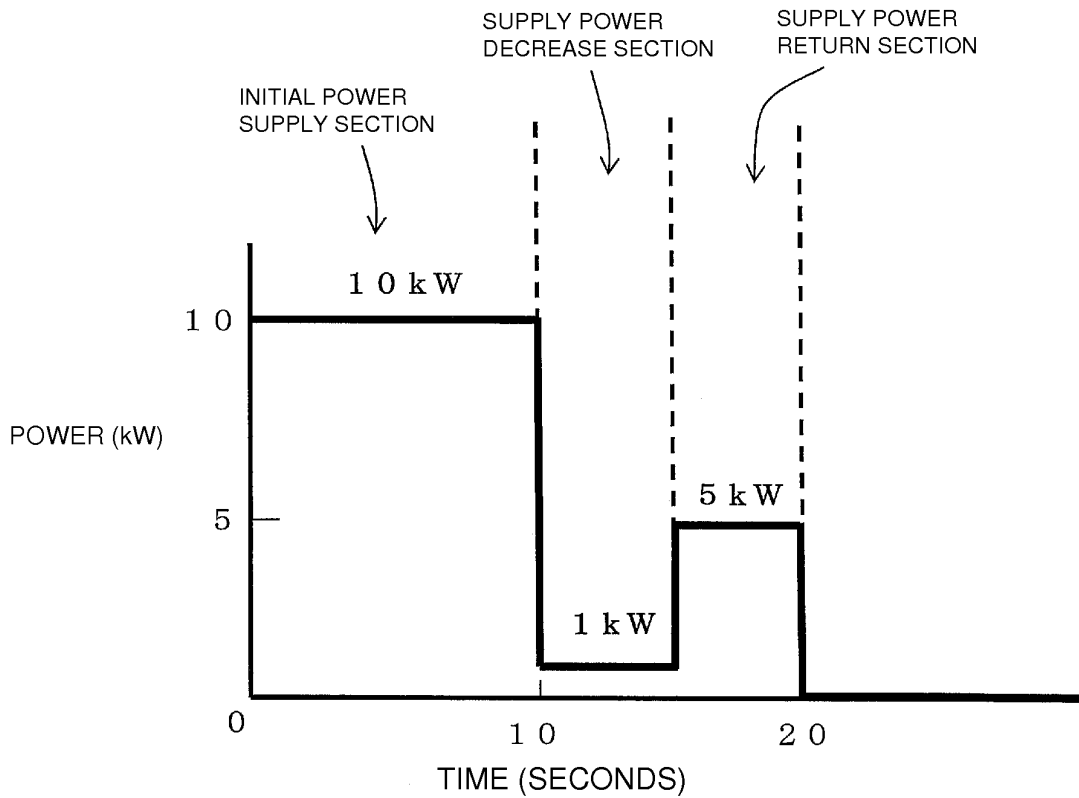 SUPPLY POWER
DECREASE SECTION
SUPPLY POWER
RETURN SECTION
INITIAL POWER
SUPPLY SECTION
10kW
10
POWER (kW)
5
5kW
1kW
0
10
20
TIME (SECONDS)